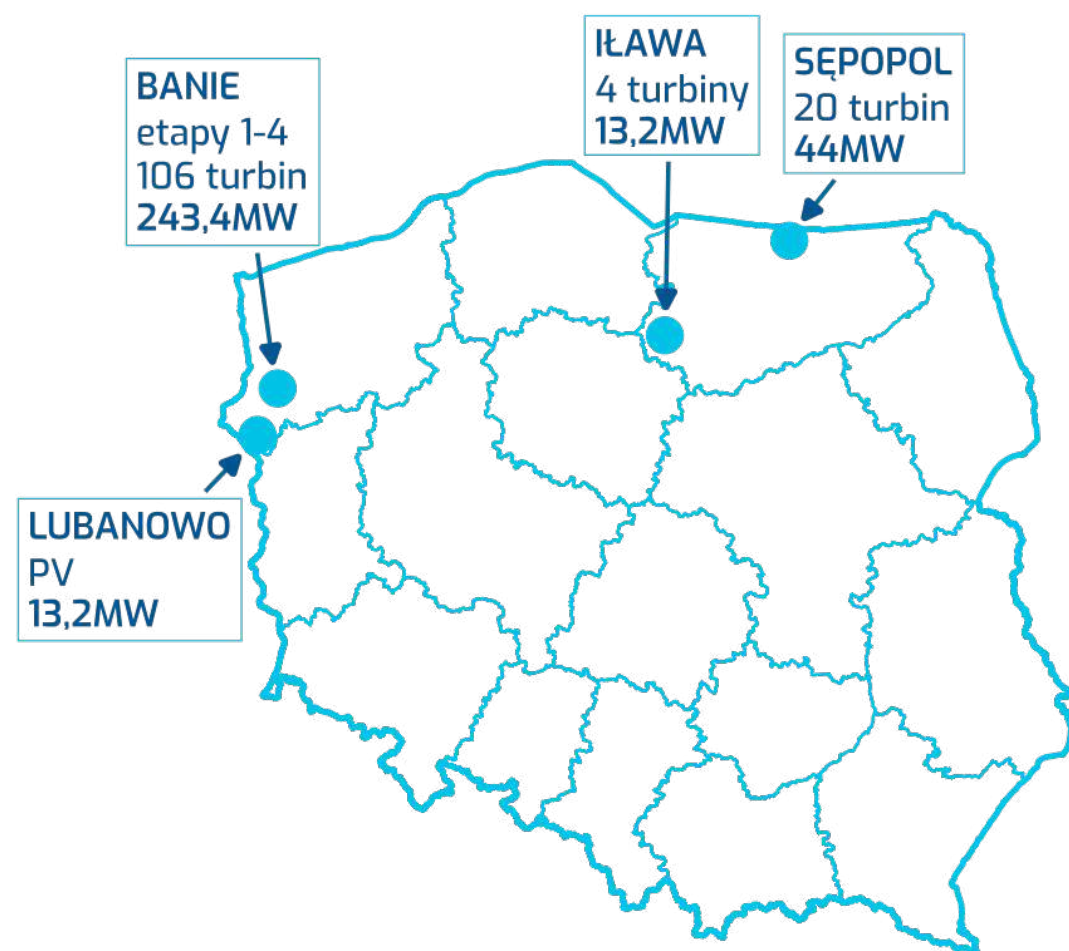 BANIE
etapy 1-4
106 turbin
243,4MW
IŁAWA
4 turbiny
13,2MW
SĘPOPOL
20 turbin
44MW
LUBANOWO
PV
13,2MW